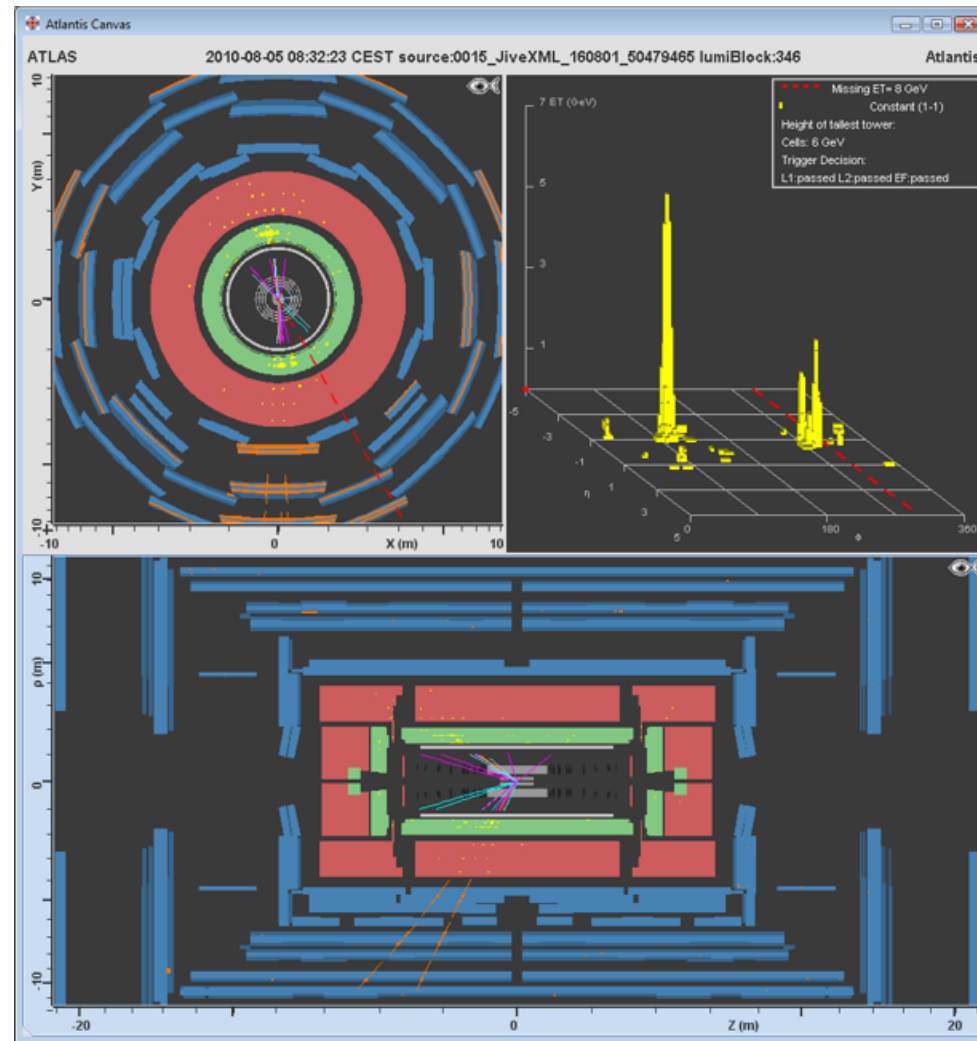 Atlantis Canvas
ATLAS 2010-08-05 08:32:23 CEST source:0015_JiveXML_160801_50479465 lumiBlock:346 Atlantis
10
Y (m)
0
-10
-10 0 X (m) 10
7 ET (GeV)
5
3
1
-5
-3
-1
η
1
3
5
0 180 Φ 360
Missing ET= 8 GeV
Constant (1-1)
Height of tallest tower:
Cells: 6 GeV
Trigger Decision:
L1:passed L2:passed EF:passed
10
ρ (m)
0
-10
-20 0 Z (m) 20